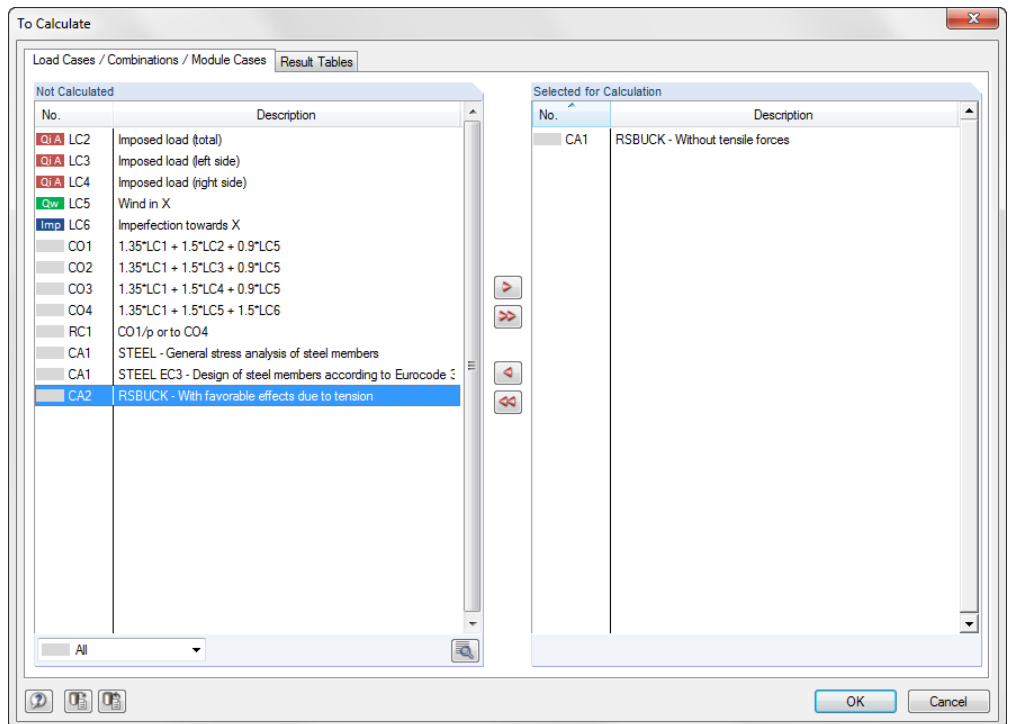 To Calculate
Load Cases / Combinations / Module Cases Result Tables
Not Calculated Selected for Calculation
No. Description No. Description
Qi A LC2 Imposed load (total) CA1 RSBUCK - Without tensile forces
Qi A LC3 Imposed load (left side)
Qi A LC4 Imposed load (right side)
Qw LC5 Wind in X
Imp LC6 Imperfection towards X
CO1 1.35*LC1 + 1.5*LC2 + 0.9*LC5
CO2 1.35*LC1 + 1.5*LC3 + 0.9*LC5
CO3 1.35*LC1 + 1.5*LC4 + 0.9*LC5
CO4 1.35*LC1 + 1.5*LC5 + 1.5*LC6
RC1 CO1/p or to CO4
CA1 STEEL - General stress analysis of steel members
CA1 STEEL EC3 - Design of steel members according to Eurocode 3
CA2 RSBUCK - With favorable effects due to tension
>
>>
<
<<
All
OK Cancel